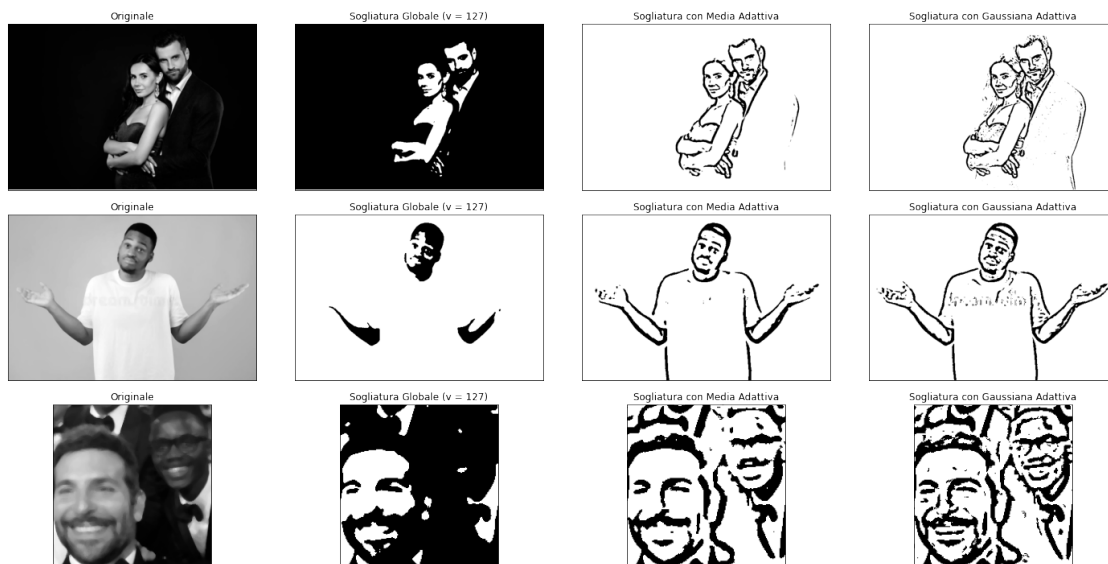 Originale
Sogliatura Globale (v = 127)
Sogliatura con Media Adattiva
Sogliatura con Gaussiana Adattiva
Originale
Sogliatura Globale (v = 127)
Sogliatura con Media Adattiva
Sogliatura con Gaussiana Adattiva
Originale
Sogliatura Globale (v = 127)
Sogliatura con Media Adattiva
Sogliatura con Gaussiana Adattiva